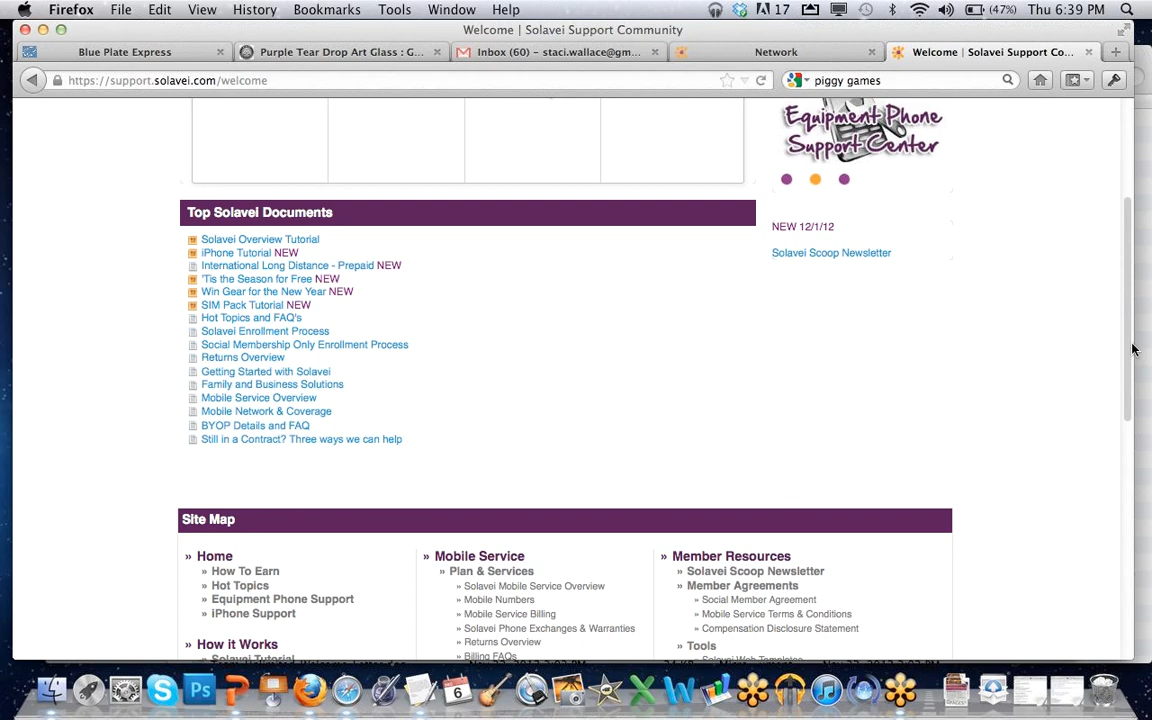 Firefox File Edit View History Bookmarks Tools Window Help 17 (47%) Thu 6:39 PM
Welcome | Solavei Support Community
Blue Plate Express Purple Tear Drop Art Glass : G... Inbox (60) - staci.wallace@gm... Network Welcome | Solavei Support Co...
https://support.solavei.com/welcome piggy games
Equipment Phone
Support Center
Top Solavei Documents
NEW 12/1/12
Solavei Scoop Newsletter
Solavei Overview Tutorial
iPhone Tutorial NEW
International Long Distance - Prepaid NEW
'Tis the Season for Free NEW
Win Gear for the New Year NEW
SIM Pack Tutorial NEW
Hot Topics and FAQ's
Solavei Enrollment Process
Social Membership Only Enrollment Process
Returns Overview
Getting Started with Solavei
Family and Business Solutions
Mobile Service Overview
Mobile Network & Coverage
BYOP Details and FAQ
Still in a Contract? Three ways we can help
Site Map
» Home
» How To Earn
» Hot Topics
» Equipment Phone Support
» iPhone Support
» How it Works
» Solavei Tutorial
» Mobile Service
» Plan & Services
» Solavei Mobile Service Overview
» Mobile Numbers
» Mobile Service Billing
» Solavei Phone Exchanges & Warranties
» Returns Overview
» Billing FAQs
» Member Resources
» Solavei Scoop Newsletter
» Member Agreements
» Social Member Agreement
» Mobile Service Terms & Conditions
» Compensation Disclosure Statement
» Tools
» Solavei Web Templates
6